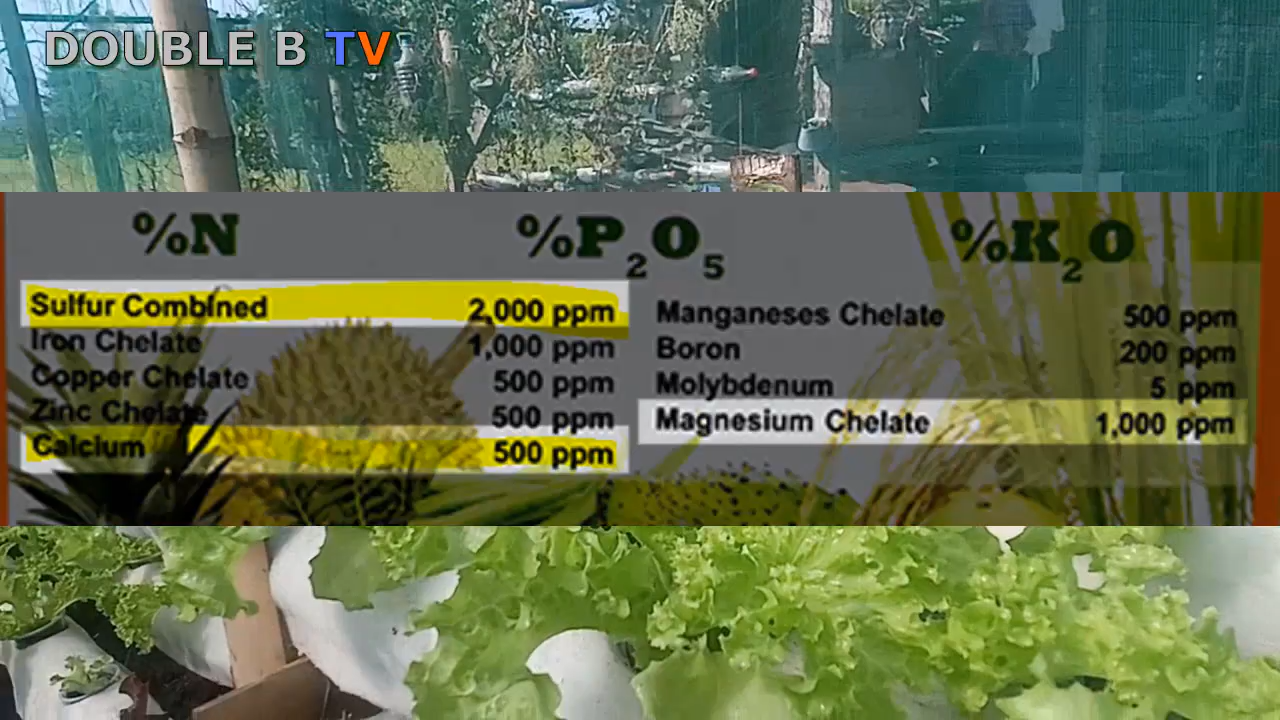 DOUBLE B TV
%N %P2O5 %K2O
Sulfur Combined 2,000 ppm
Iron Chelate 1,000 ppm
Copper Chelate 500 ppm
Zinc Chelate 500 ppm
Calcium 500 ppm
Manganeses Chelate 500 ppm
Boron 200 ppm
Molybdenum 5 ppm
Magnesium Chelate 1,000 ppm